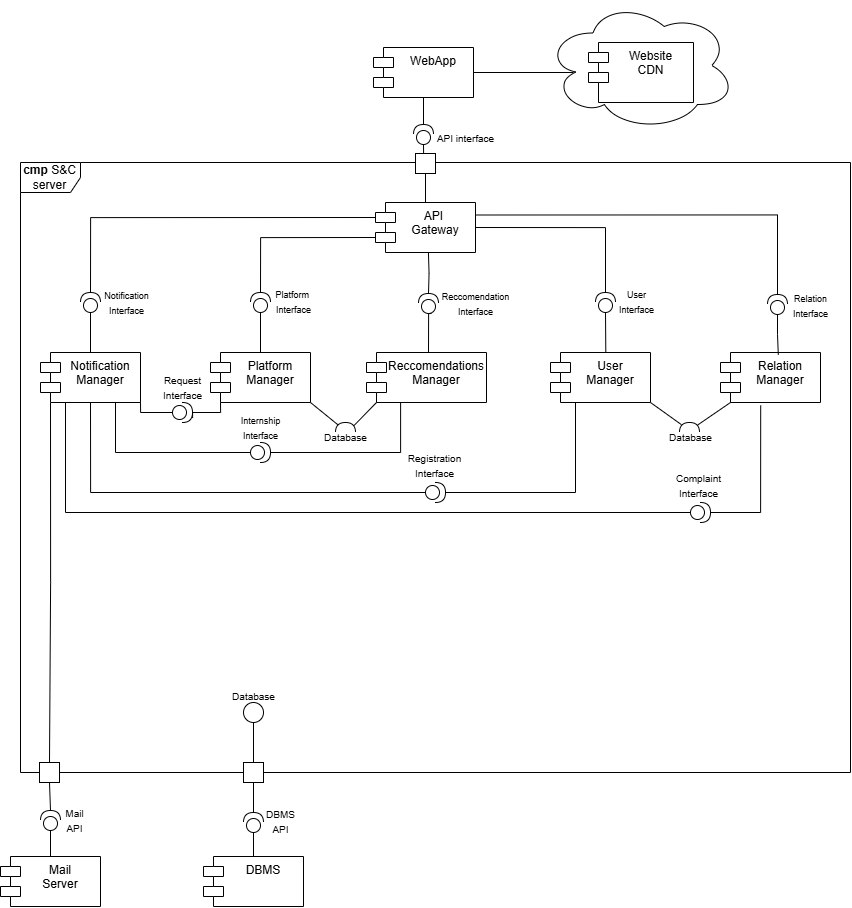 WebApp
Website
CDN
API interface
cmp S&C
server
API
Gateway
Notification
Interface
Platform
Interface
Reccomendation
Interface
User
Interface
Relation
Interface
Notification
Manager
Request
Interface
Platform
Manager
Reccomendations
Manager
User
Manager
Relation
Manager
Internship
Interface
Database
Database
Registration
Interface
Complaint
Interface
Database
Mail
API
DBMS
API
Mail
Server
DBMS